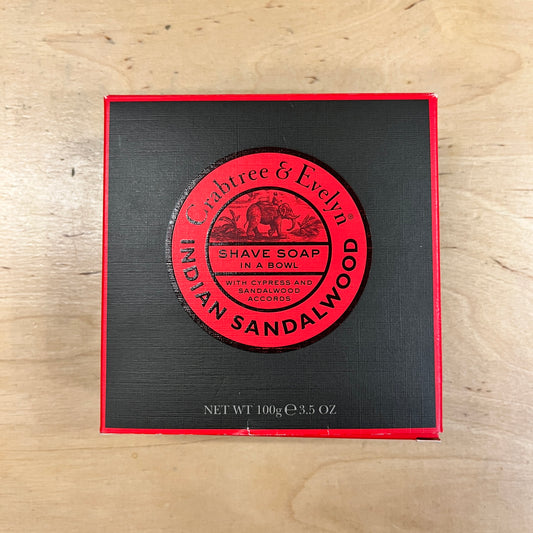 Crabtree & Evelyn®
SHAVE SOAP
IN A BOWL
WITH CYPRESS AND
SANDALWOOD
ACCORDS
INDIAN SANDALWOOD
NET WT 100g ℮ 3.5 OZ